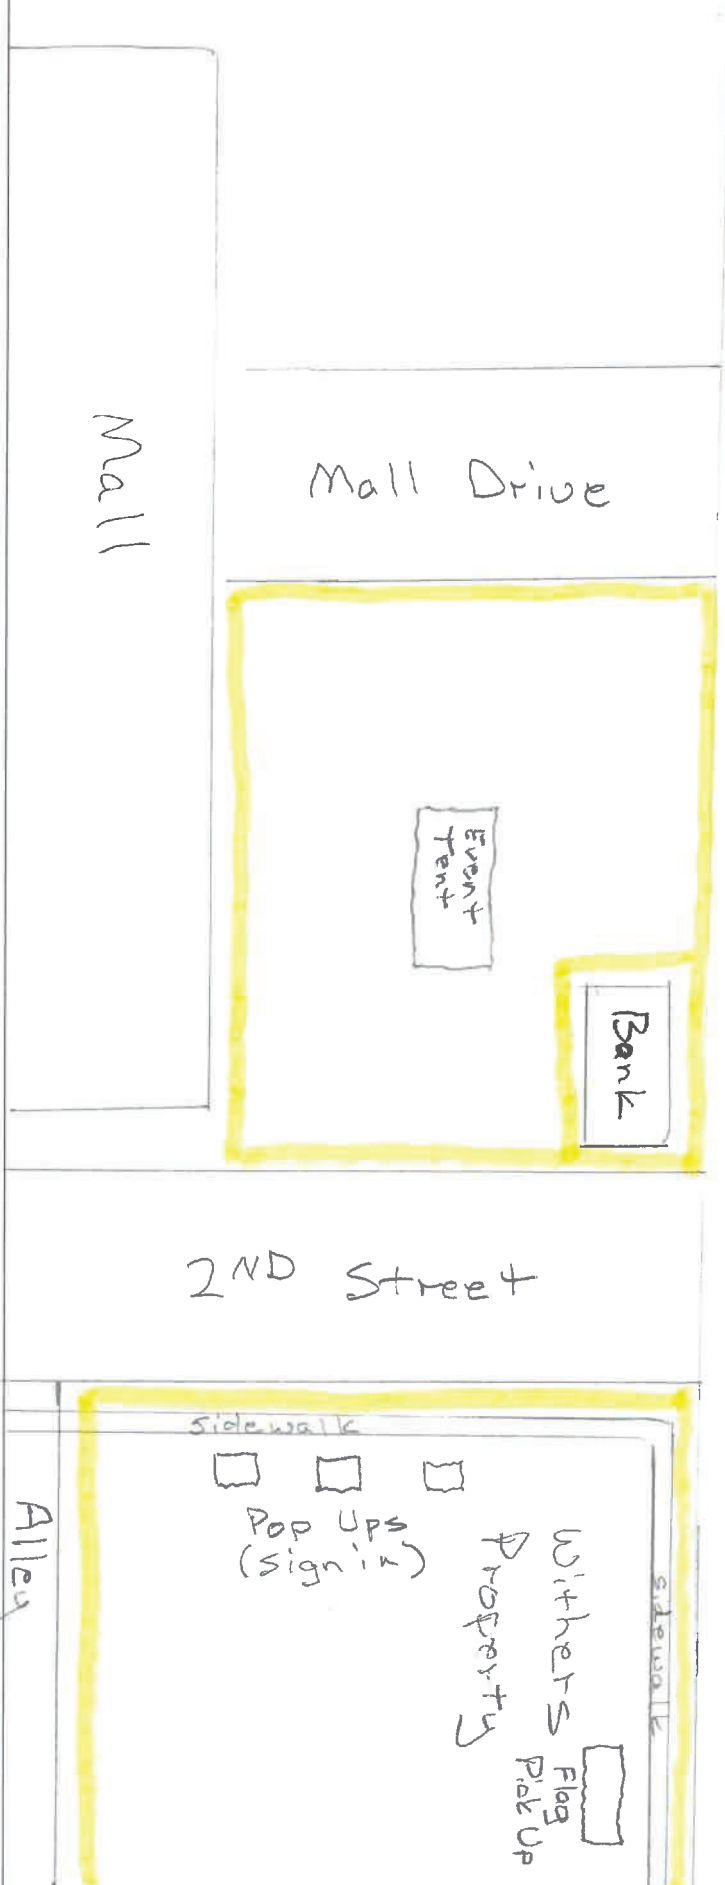 Mall
Mall Drive
Event
Tent
Bank
2ND Street
sidewalk
Pop Ups
(sign in)
Withers
Property
sidewalk
Flag
Pick Up
Alley